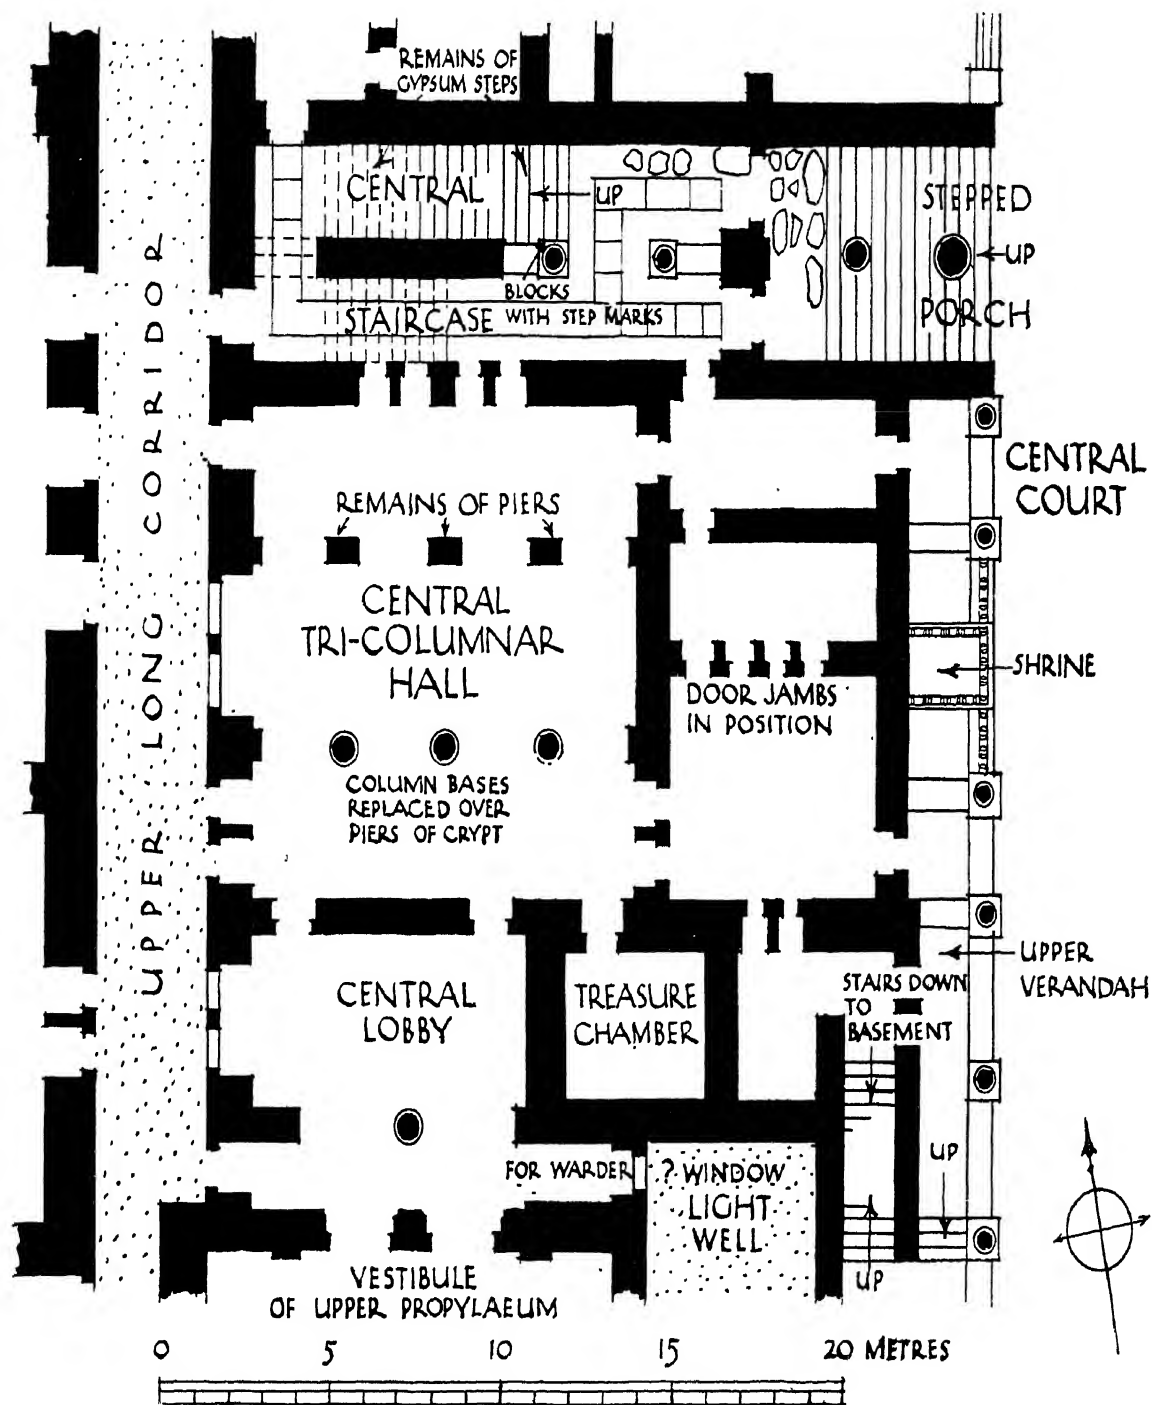 REMAINS OF
GYPSUM STEPS
CENTRAL
UP
STEPPED
UP
PORCH
BLOCKS
STAIRCASE WITH STEP MARKS
UPPER LONG CORRIDOR
CENTRAL
COURT
REMAINS OF PIERS
CENTRAL
TRI-COLUMNAR
HALL
SHRINE
DOOR JAMBS
IN POSITION
COLUMN BASES
REPLACED OVER
PIERS OF CRYPT
UPPER
VERANDAH
STAIRS DOWN
TO
BASEMENT
CENTRAL
LOBBY
TREASURE
CHAMBER
UP
FOR WARDER
? WINDOW
LIGHT
WELL
UP
VESTIBULE
OF UPPER PROPYLAEUM
0 5 10 15 20 METRES